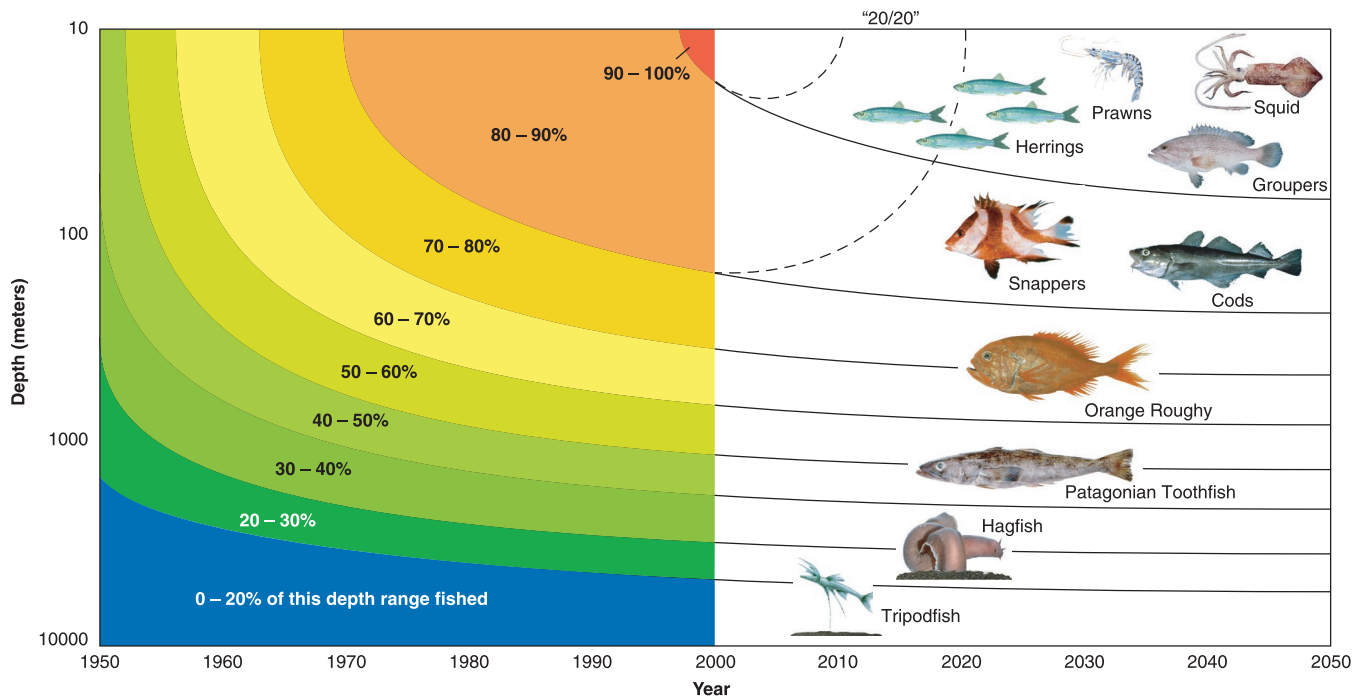 "20/20"
10
100
1000
10000
Depth (meters)
90 – 100%
80 – 90%
70 – 80%
60 – 70%
50 – 60%
40 – 50%
30 – 40%
20 – 30%
0 – 20% of this depth range fished
Prawns
Squid
Herrings
Groupers
Snappers
Cods
Orange Roughy
Patagonian Toothfish
Hagfish
Tripodfish
1950 1960 1970 1980 1990 2000 2010 2020 2030 2040 2050
Year